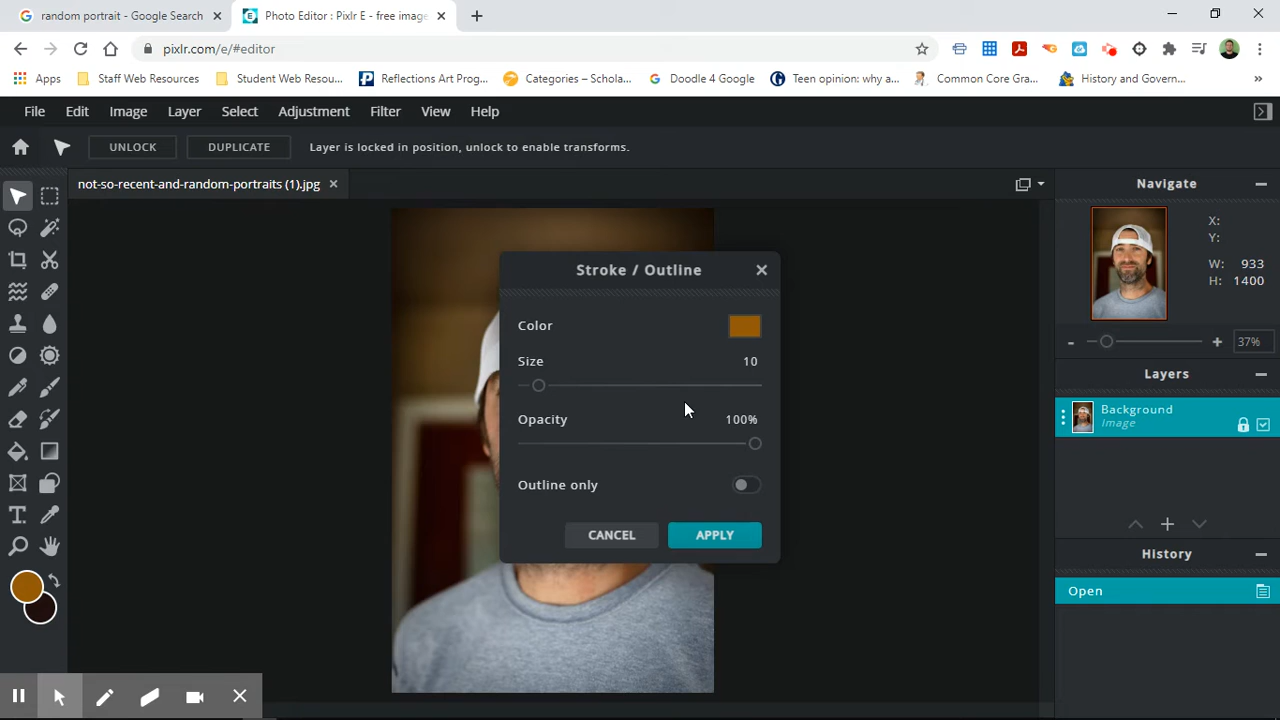 random portrait - Google Search
Photo Editor : Pixlr E - free image
pixlr.com/e/#editor
Apps
Staff Web Resources
Student Web Resou...
Reflections Art Prog...
Categories – Schola...
Doodle 4 Google
Teen opinion: why a...
Common Core Gra...
History and Govern...
»
File Edit Image Layer Select Adjustment Filter View Help
UNLOCK DUPLICATE Layer is locked in position, unlock to enable transforms.
not-so-recent-and-random-portraits (1).jpg
Stroke / Outline
Color
Size 10
Opacity 100%
Outline only
CANCEL APPLY
Navigate
X:
Y:
W: 933
H: 1400
- + 37%
Layers
Background
Image
History
Open